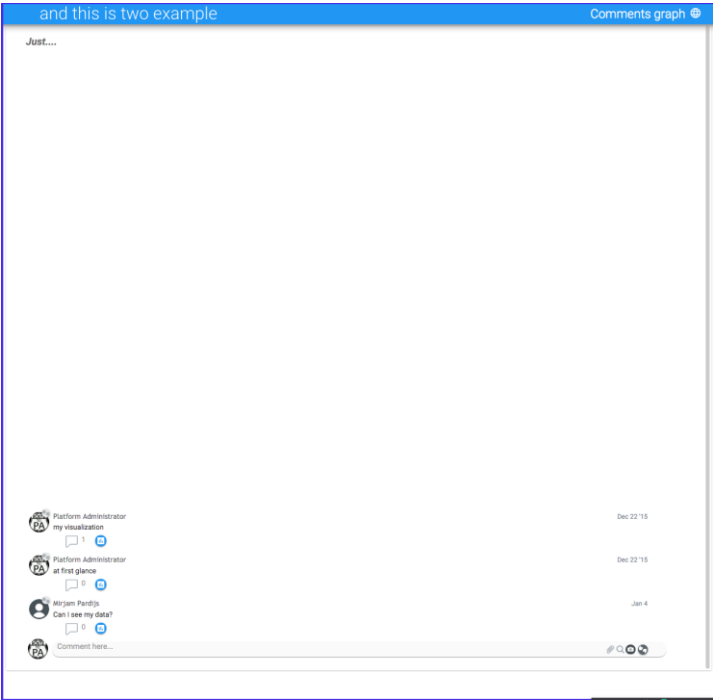 and this is two example
Comments graph
Just....
Platform Administrator
Dec 22 '15
my visualization
1
Platform Administrator
Dec 22 '15
at first glance
0
Mirjam Pardijs
Jan 4
Can I see my data?
0
PA
Comment here...